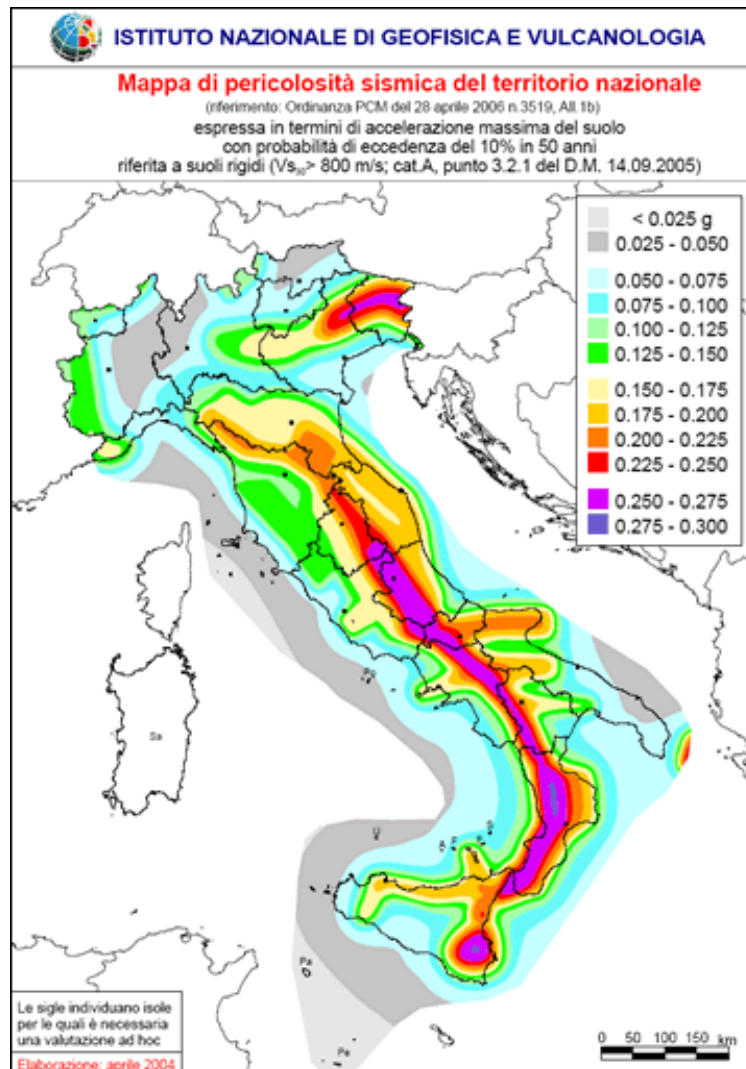 ISTITUTO NAZIONALE DI GEOFISICA E VULCANOLOGIA
Mappa di pericolosità sismica del territorio nazionale
(riferimento: Ordinanza PCM del 28 aprile 2006 n.3519, All.1b)
espressa in termini di accelerazione massima del suolo
con probabilità di eccedenza del 10% in 50 anni
riferita a suoli rigidi (Vs₃₀> 800 m/s; cat.A, punto 3.2.1 del D.M. 14.09.2005)
< 0.025 g
0.025 - 0.050
0.050 - 0.075
0.075 - 0.100
0.100 - 0.125
0.125 - 0.150
0.150 - 0.175
0.175 - 0.200
0.200 - 0.225
0.225 - 0.250
0.250 - 0.275
0.275 - 0.300
Sa
U
A
Pa
Pe
Le sigle individuano isole
per le quali è necessaria
una valutazione ad hoc
Elaborazione: aprile 2004
0 50 100 150 km